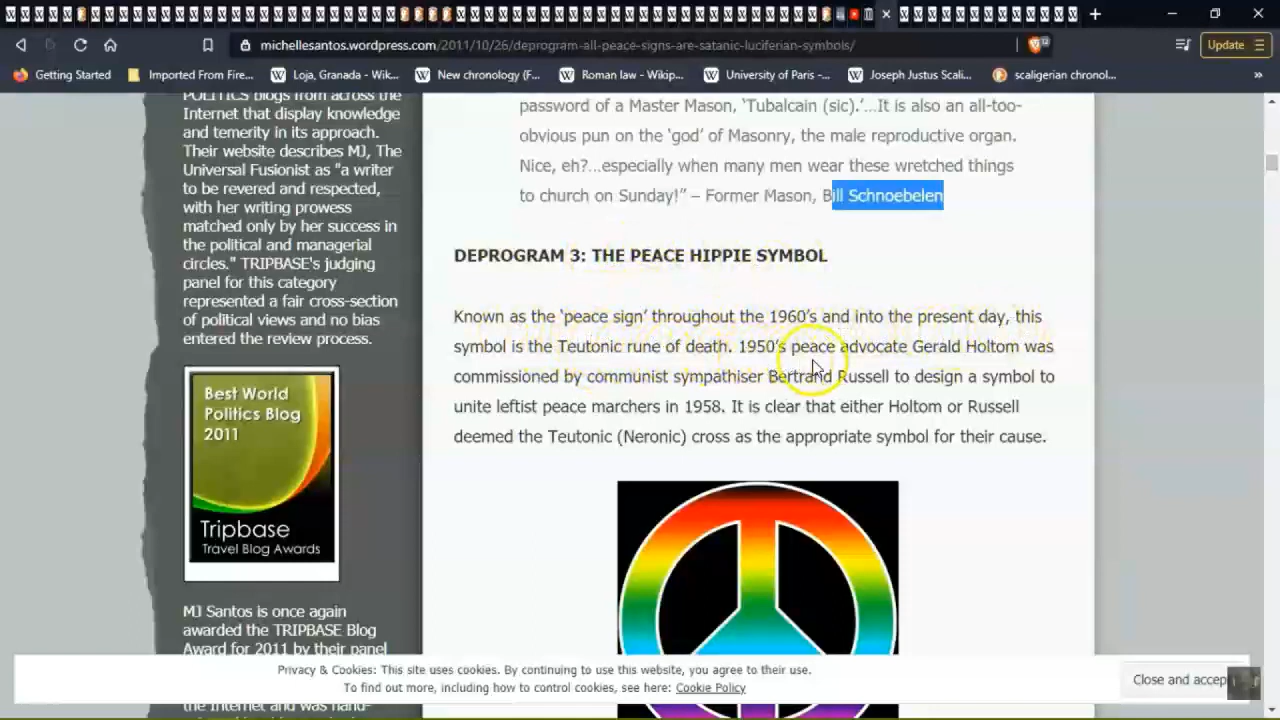 michellesantos.wordpress.com/2011/10/26/deprogram-all-peace-signs-are-satanic-luciferian-symbols/
12
Update
Getting Started
Imported From Fire...
Loja, Granada - Wik...
New chronology (F...
Roman law - Wikip...
University of Paris -...
Joseph Justus Scali...
scaligerian chronol...
»
POLITICS blogs from across the
Internet that display knowledge
and temerity in its approach.
Their website describes MJ, The
Universal Fusionist as "a writer
to be revered and respected,
with her writing prowess
matched only by her success in
the political and managerial
circles." TRIPBASE's judging
panel for this category
represented a fair cross-section
of political views and no bias
entered the review process.
Best World
Politics Blog
2011
Tripbase
Travel Blog Awards
MJ Santos is once again
awarded the TRIPBASE Blog
Award for 2011 by their panel
the Internet and was hand-
password of a Master Mason, ‘Tubalcain (sic).’...It is also an all-too-
obvious pun on the ‘god’ of Masonry, the male reproductive organ.
Nice, eh?...especially when many men wear these wretched things
to church on Sunday!” – Former Mason, Bill Schnoebelen
DEPROGRAM 3: THE PEACE HIPPIE SYMBOL
Known as the ‘peace sign’ throughout the 1960’s and into the present day, this
symbol is the Teutonic rune of death. 1950’s peace advocate Gerald Holtom was
commissioned by communist sympathiser Bertrand Russell to design a symbol to
unite leftist peace marchers in 1958. It is clear that either Holtom or Russell
deemed the Teutonic (Neronic) cross as the appropriate symbol for their cause.
Privacy & Cookies: This site uses cookies. By continuing to use this website, you agree to their use.
To find out more, including how to control cookies, see here: Cookie Policy
Close and accept